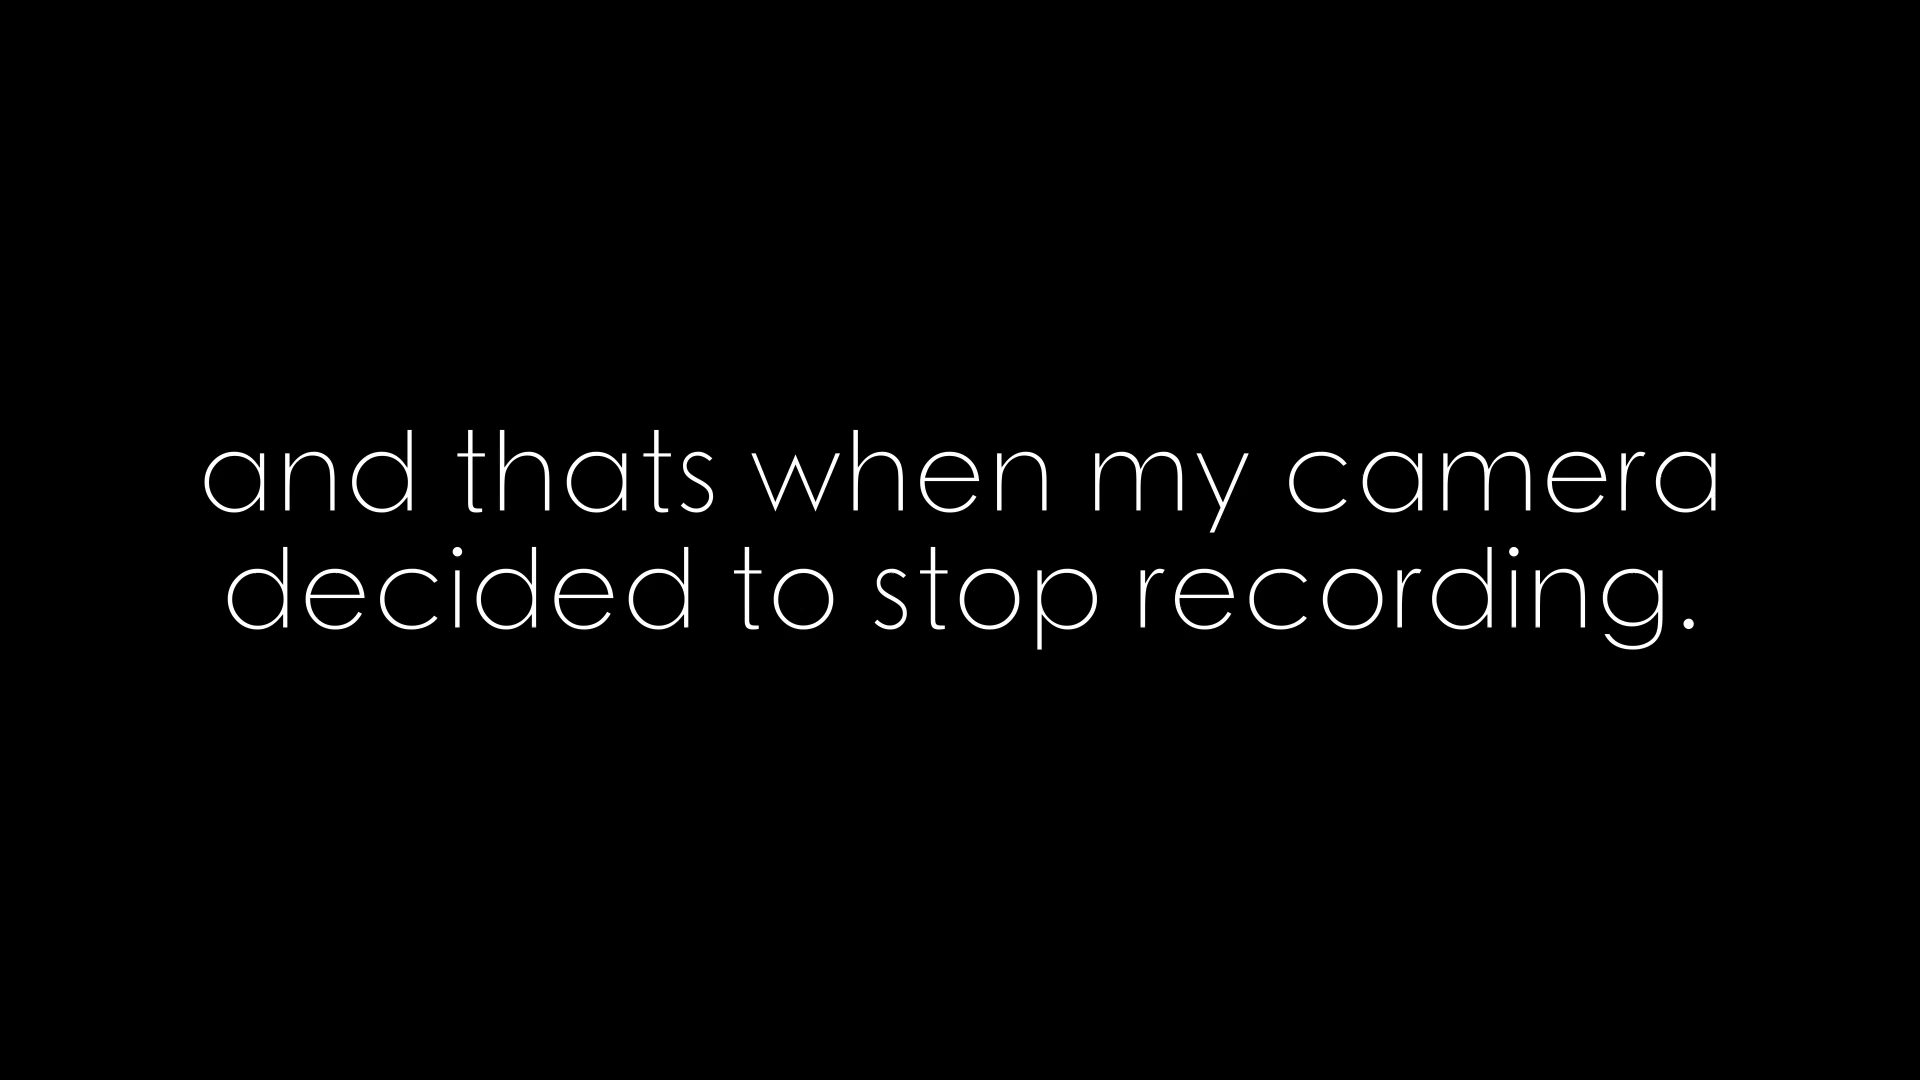 and thats when my camera
decided to stop recording.